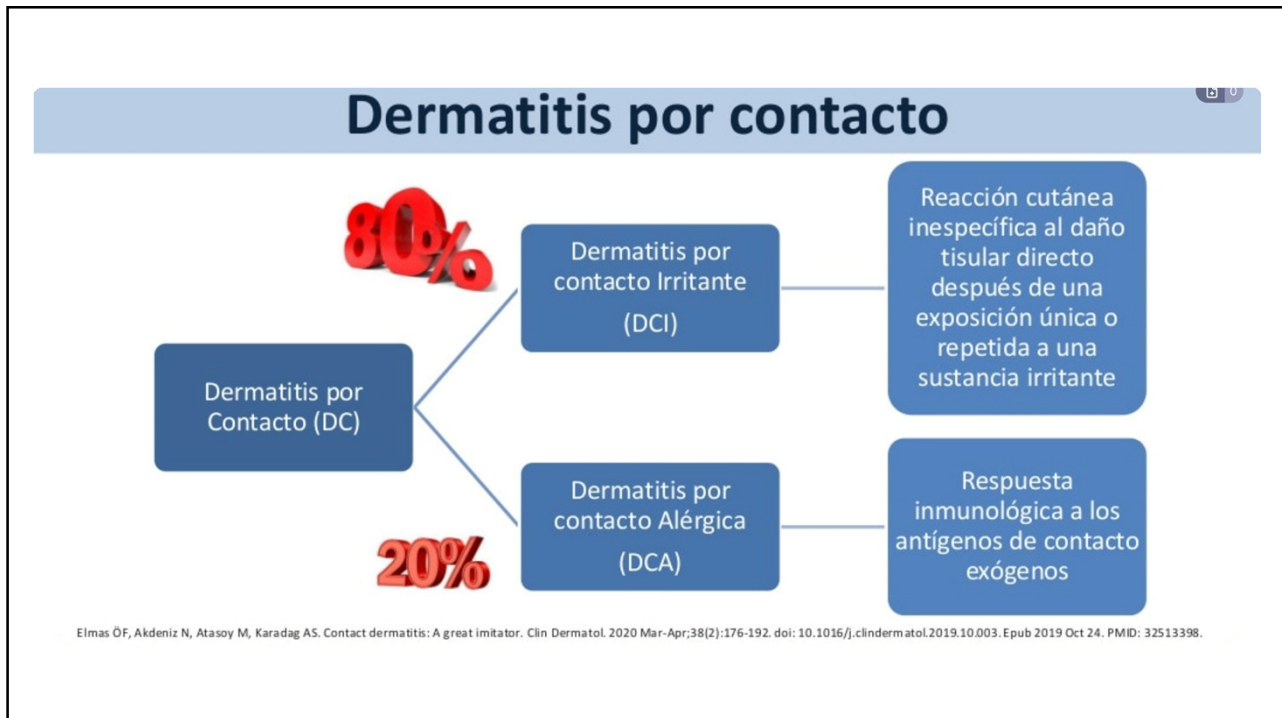 Dermatitis por contacto
0
80%
Dermatitis por
contacto Irritante
(DCI)
Reacción cutánea
inespecífica al daño
tisular directo
después de una
exposición única o
repetida a una
sustancia irritante
Dermatitis por
Contacto (DC)
20%
Dermatitis por
contacto Alérgica
(DCA)
Respuesta
inmunológica a los
antígenos de contacto
exógenos
Elmas ÖF, Akdeniz N, Atasoy M, Karadag AS. Contact dermatitis: A great imitator. Clin Dermatol. 2020 Mar-Apr;38(2):176-192. doi: 10.1016/j.clindermatol.2019.10.003. Epub 2019 Oct 24. PMID: 32513398.